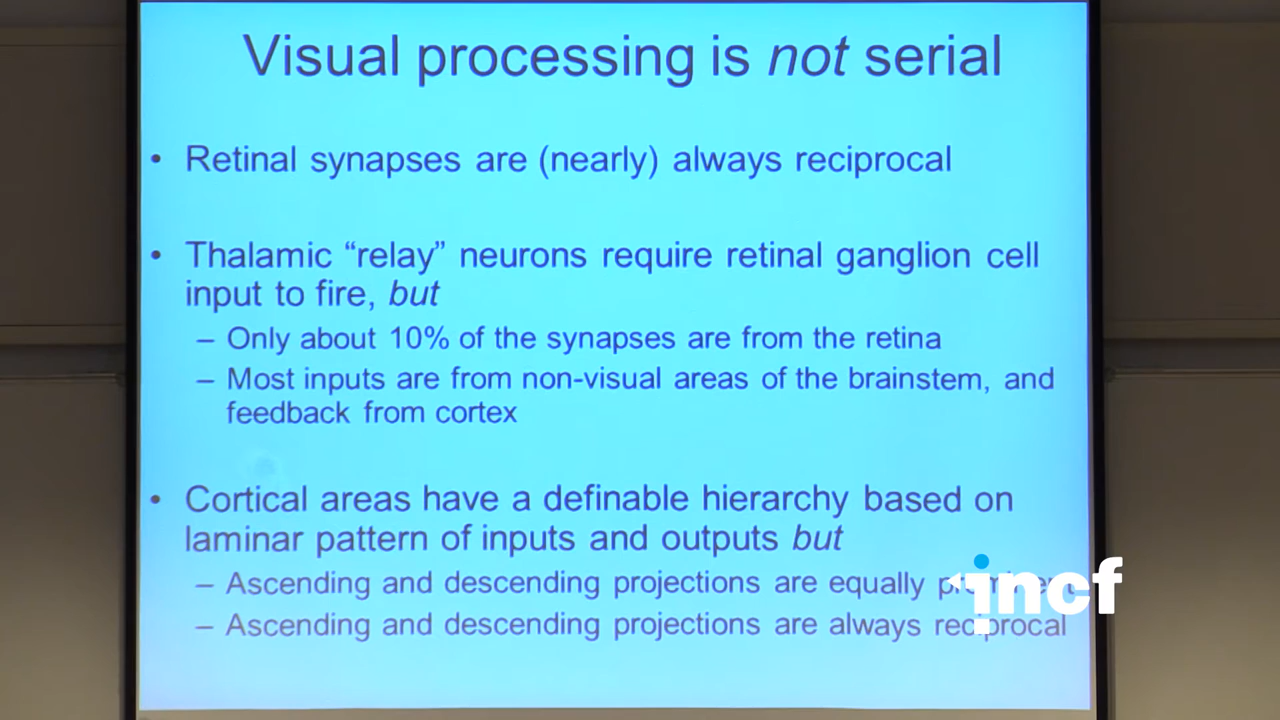 Visual processing is not serial
• Retinal synapses are (nearly) always reciprocal
• Thalamic “relay” neurons require retinal ganglion cell
input to fire, but
– Only about 10% of the synapses are from the retina
– Most inputs are from non-visual areas of the brainstem, and
feedback from cortex
• Cortical areas have a definable hierarchy based on
laminar pattern of inputs and outputs but
– Ascending and descending projections are equally
– Ascending and descending projections are always reciprocal
incf